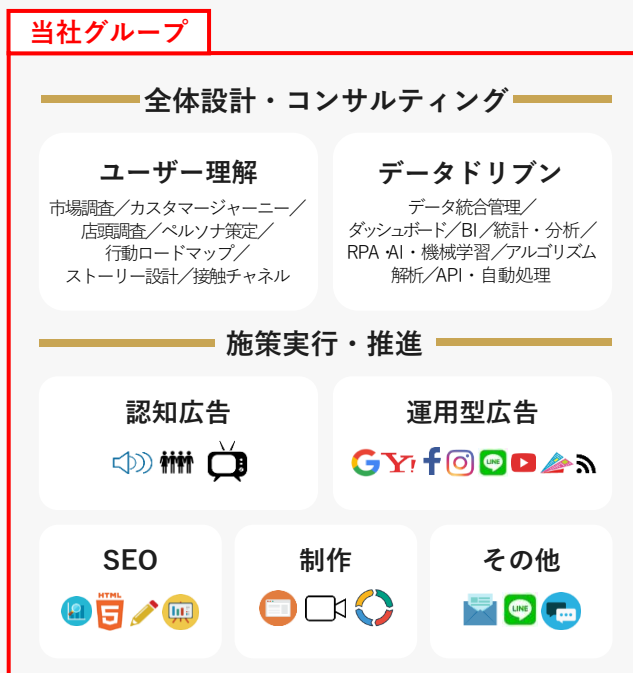 当社グループ
全体設計・コンサルティング
ユーザー理解
市場調査／カスタマージャーニー／
店頭調査／ペルソナ策定／
行動ロードマップ／
ストーリー設計／接触チャネル
データドリブン
データ統合管理／
ダッシュボード／BI／統計・分析／
RPA・AI・機械学習／アルゴリズム
解析／API・自動処理
施策実行・推進
認知広告
運用型広告
G Y! f LINE
SEO
HTML
5
制作
その他
LINE